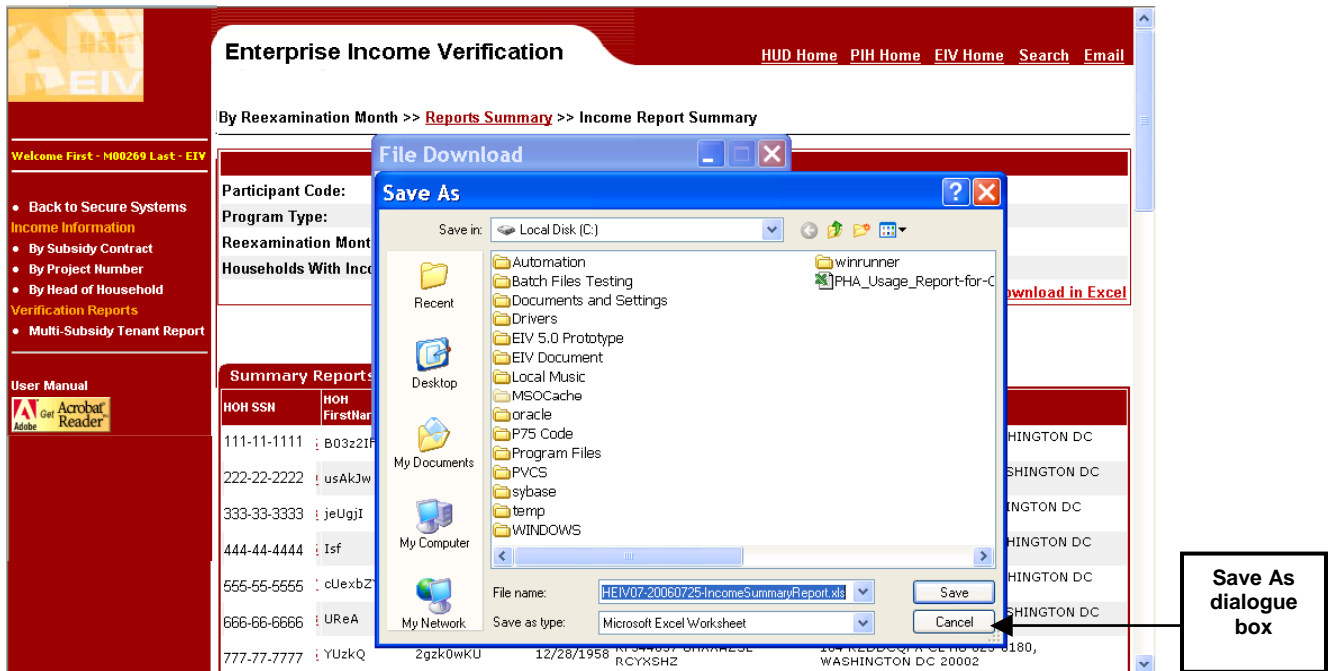 EIV
Enterprise Income Verification
HUD Home PIH Home EIV Home Search Email
By Reexamination Month >> Reports Summary >> Income Report Summary
Welcome First - M00269 Last - EIV
• Back to Secure Systems
Income Information
• By Subsidy Contract
• By Project Number
• By Head of Household
Verification Reports
• Multi-Subsidy Tenant Report
User Manual
Adobe Get Acrobat Reader
Participant Code:
Program Type:
Reexamination Mont
Households With Inco
ownload in Excel
File Download
Save As
Save in: Local Disk (C:)
Recent
Desktop
My Documents
My Computer
My Network
Automation
Batch Files Testing
Documents and Settings
Drivers
EIV 5.0 Prototype
EIV Document
Local Music
MSOCache
oracle
P75 Code
Program Files
PVCS
sybase
temp
WINDOWS
winrunner
PHA_Usage_Report-for-C
File name: HEIV07-20060725-IncomeSummaryReport.xls Save
Save as type: Microsoft Excel Worksheet Cancel
Summary Reports
HOH SSN HOH FirstNar
111-11-1111 HINGTON DC
222-22-2222 usAkJw SHINGTON DC
333-33-3333 jeUgjI INGTON DC
444-44-4444 Isf HINGTON DC
555-55-5555 cUexbZ HINGTON DC
666-66-6666 UReA SHINGTON DC
777-77-7777 YUzkQ 2gzk0wKU 12/28/1958 RCYXSHZ WASHINGTON DC 20002
Save As
dialogue
box